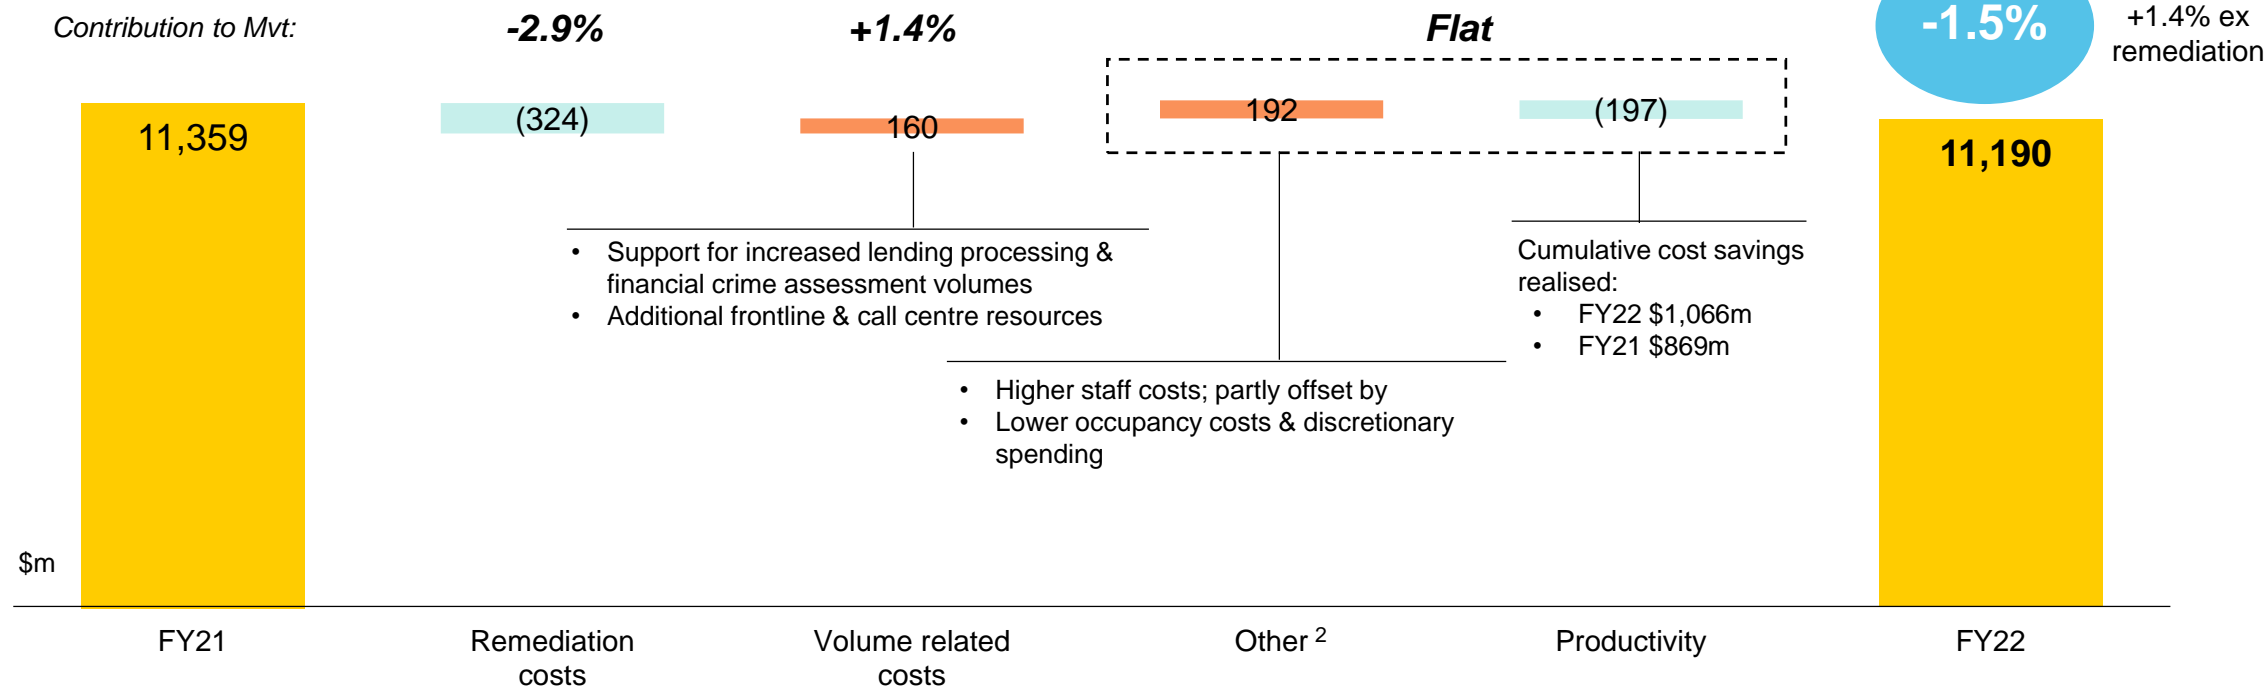 Contribution to Mvt:
-2.9%
+1.4%
Flat
-1.5%
+1.4% ex
remediation
11,359
(324)
160
192
(197)
11,190
• Support for increased lending processing &
financial crime assessment volumes
• Additional frontline & call centre resources
Cumulative cost savings
realised:
• FY22 $1,066m
• FY21 $869m
• Higher staff costs; partly offset by
• Lower occupancy costs & discretionary
spending
$m
FY21
Remediation
costs
Volume related
costs
Other 2
Productivity
FY22